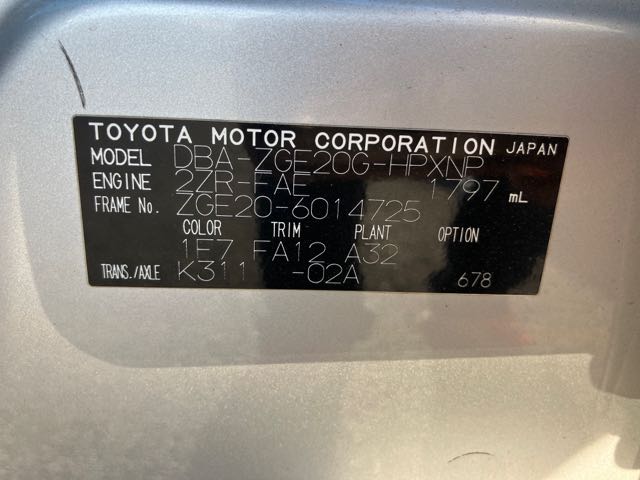 TOYOTA MOTOR CORPORATION JAPAN
MODEL DBA-ZGE20G-HPXNP
ENGINE 2ZR-FAE 1797 mL
FRAME No. ZGE20-6014725
COLOR TRIM PLANT OPTION
1E7 FA12 A32
TRANS./AXLE K311 -02A 678